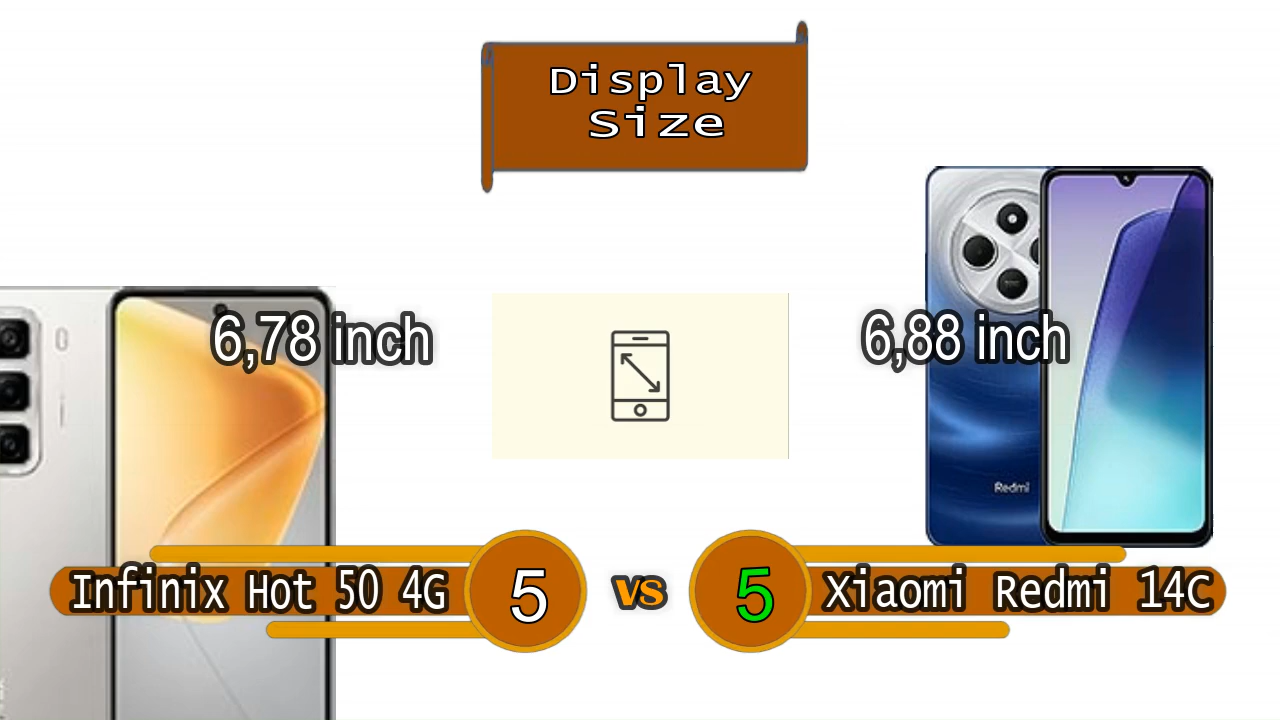 Display
Size
6,78 inch
6,88 inch
Redmi
Infinix Hot 50 4G
5
vs
5
Xiaomi Redmi 14C